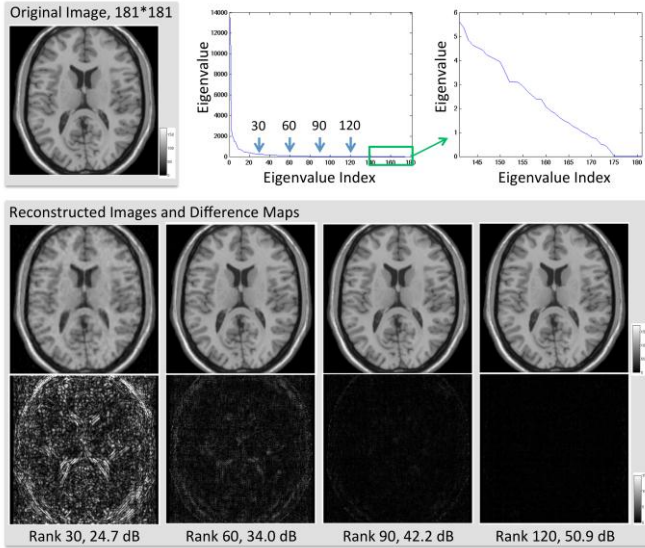 Original Image, 181*181
Eigenvalue
14000
12000
10000
8000
6000
4000
2000
0
30 60 90 120
0 20 40 60 80 100 120 140 160 180
Eigenvalue Index
Eigenvalue
6
5
4
3
2
1
0
145 150 155 160 165 170 175 180
Eigenvalue Index
Reconstructed Images and Difference Maps
Rank 30, 24.7 dB
Rank 60, 34.0 dB
Rank 90, 42.2 dB
Rank 120, 50.9 dB